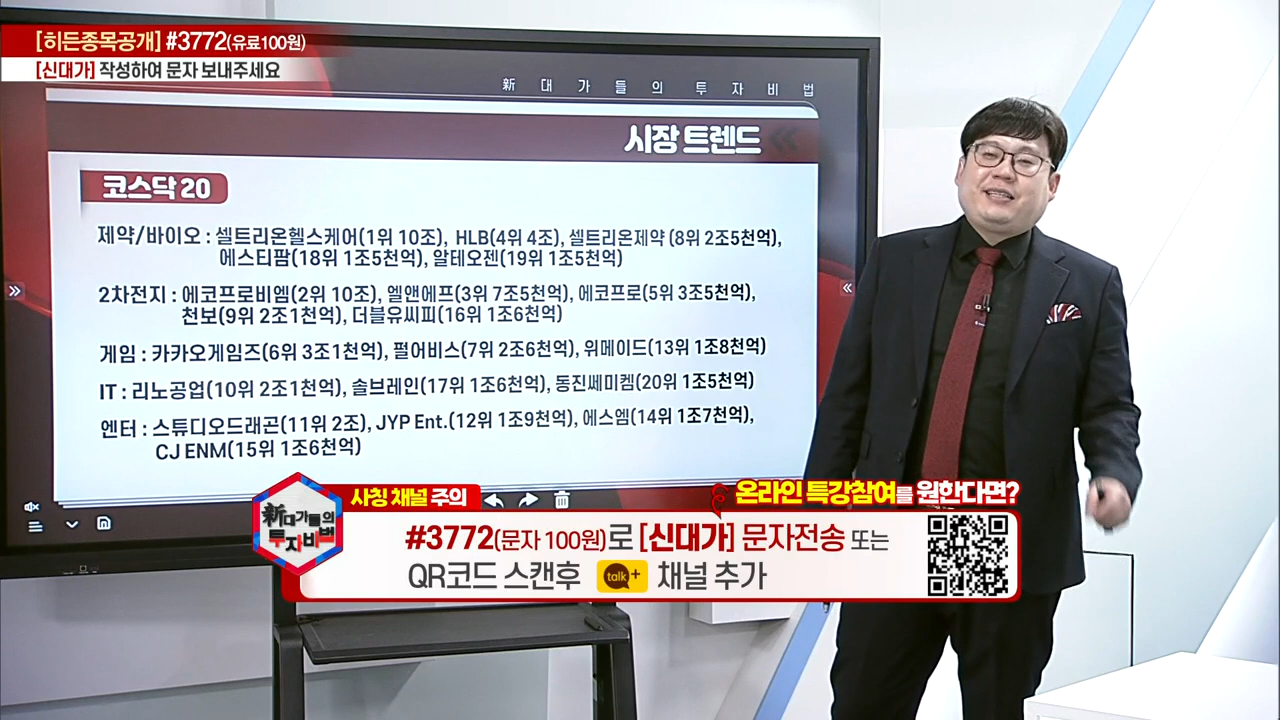 [히든종목공개] #3772(유료100원)
[신대가] 작성하여 문자 보내주세요
新 대 가 들 의 투 자 비 법
시장 트렌드
코스닥 20
제약/바이오 : 셀트리온헬스케어(1위 10조), HLB(4위 4조), 셀트리온제약 (8위 2조5천억),
에스티팜(18위 1조5천억), 알테오젠(19위 1조5천억)
2차전지 : 에코프로비엠(2위 10조), 엘앤에프(3위 7조5천억), 에코프로(5위 3조5천억),
천보(9위 2조1천억), 더블유씨피(16위 1조6천억)
게임 : 카카오게임즈(6위 3조1천억), 펄어비스(7위 2조6천억), 위메이드(13위 1조8천억)
IT : 리노공업(10위 2조1천억), 솔브레인(17위 1조6천억), 동진쎄미켐(20위 1조5천억)
엔터 : 스튜디오드래곤(11위 2조), JYP Ent.(12위 1조9천억), 에스엠(14위 1조7천억),
CJ ENM(15위 1조6천억)
사칭 채널 주의
온라인 특강참여를 원한다면?
新대가들의
투자비법
#3772(문자 100원)로 [신대가] 문자전송 또는
QR코드 스캔후 talk+ 채널 추가